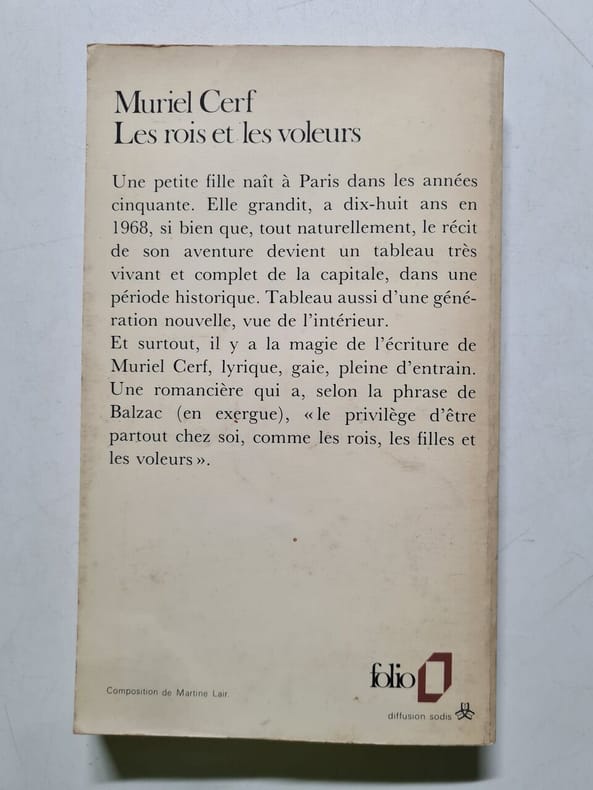 Muriel Cerf
Les rois et les voleurs
Une petite fille naît à Paris dans les années
cinquante. Elle grandit, a dix-huit ans en
1968, si bien que, tout naturellement, le récit
de son aventure devient un tableau très
vivant et complet de la capitale, dans une
période historique. Tableau aussi d'une géné-
ration nouvelle, vue de l'intérieur.
Et surtout, il y a la magie de l'écriture de
Muriel Cerf, lyrique, gaie, pleine d'entrain.
Une romancière qui a, selon la phrase de
Balzac (en exergue), « le privilège d'être
partout chez soi, comme les rois, les filles et
les voleurs ».
folio
Composition de Martine Lair.
diffusion sodis